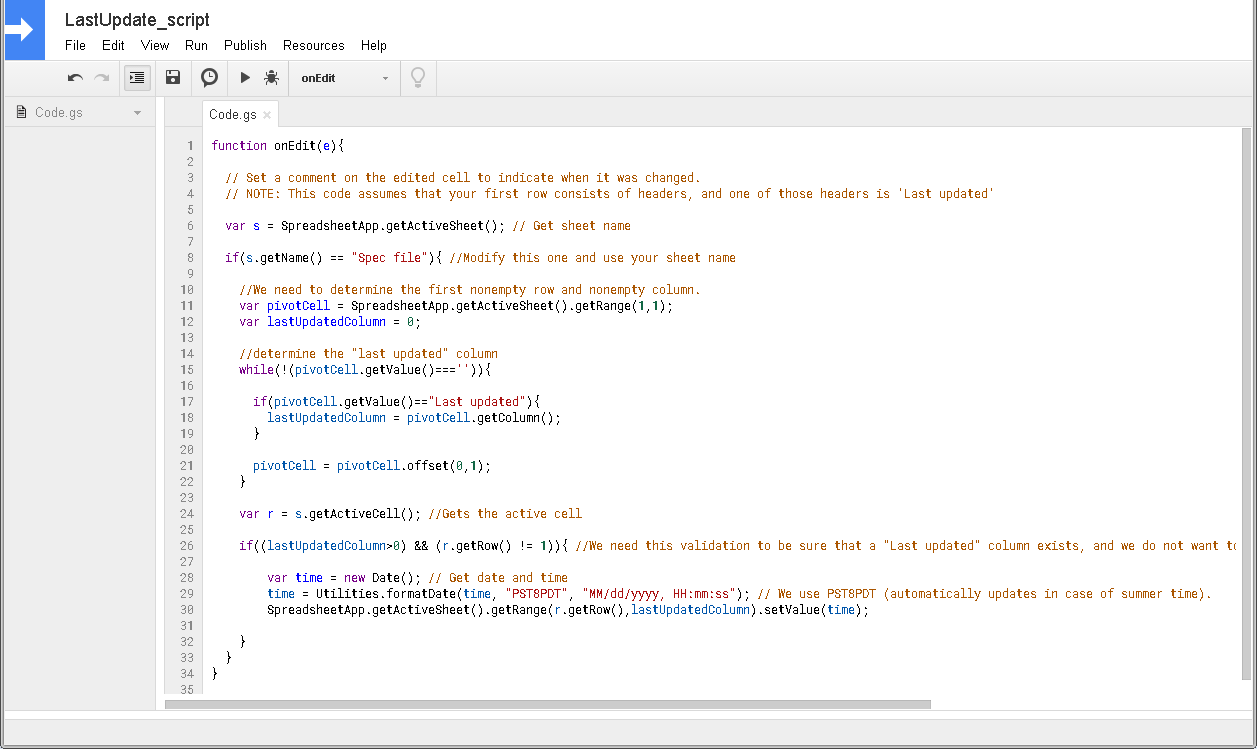 LastUpdate_script
File Edit View Run Publish Resources Help
onEdit
Code.gs
Code.gs ×
1 function onEdit(e){
2
3 // Set a comment on the edited cell to indicate when it was changed.
4 // NOTE: This code assumes that your first row consists of headers, and one of those headers is 'Last updated'
5
6 var s = SpreadsheetApp.getActiveSheet(); // Get sheet name
7
8 if(s.getName() == "Spec file"){ //Modify this one and use your sheet name
9
10 //We need to determine the first nonempty row and nonempty column.
11 var pivotCell = SpreadsheetApp.getActiveSheet().getRange(1,1);
12 var lastUpdatedColumn = 0;
13
14 //determine the "last updated" column
15 while(!(pivotCell.getValue()==='')){
16
17 if(pivotCell.getValue()=="Last updated"){
18 lastUpdatedColumn = pivotCell.getColumn();
19 }
20
21 pivotCell = pivotCell.offset(0,1);
22 }
23
24 var r = s.getActiveCell(); //Gets the active cell
25
26 if((lastUpdatedColumn>0) && (r.getRow() != 1)){ //We need this validation to be sure that a "Last updated" column exists, and we do not want
27
28 var time = new Date(); // Get date and time
29 time = Utilities.formatDate(time, "PST8PDT", "MM/dd/yyyy, HH:mm:ss"); // We use PST8PDT (automatically updates in case of summer time).
30 SpreadsheetApp.getActiveSheet().getRange(r.getRow(),lastUpdatedColumn).setValue(time);
31
32 }
33 }
34 }
35